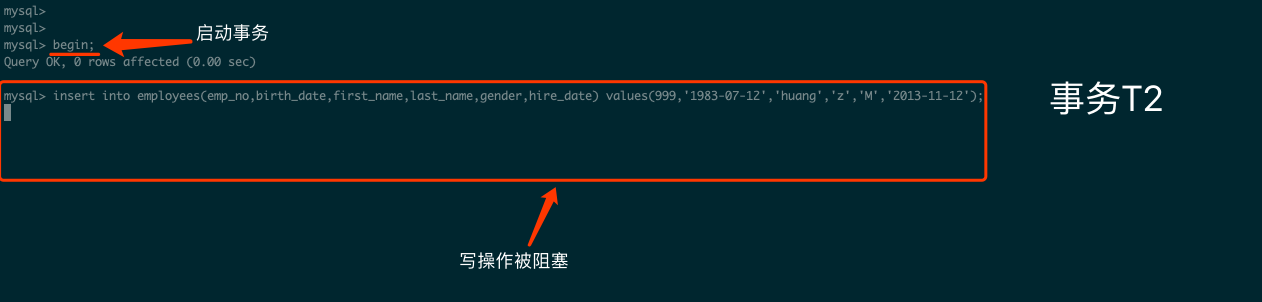 mysql>
mysql>
mysql> begin;
启动事务
Query OK, 0 rows affected (0.00 sec)
mysql> insert into employees(emp_no,birth_date,first_name,last_name,gender,hire_date) values(999,'1983-07-12','huang','z','M','2013-11-12');
事务T2
写操作被阻塞